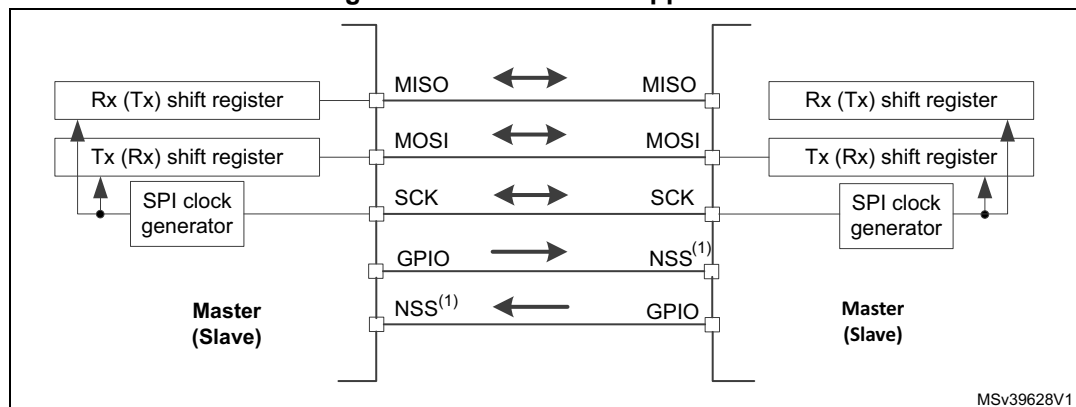 MISO MISO
Rx (Tx) shift register Rx (Tx) shift register
MOSI MOSI
Tx (Rx) shift register Tx (Rx) shift register
SCK SCK
SPI clock generator SPI clock generator
GPIO NSS(1)
NSS(1) GPIO
Master Master
(Slave) (Slave)
MSv39628V1